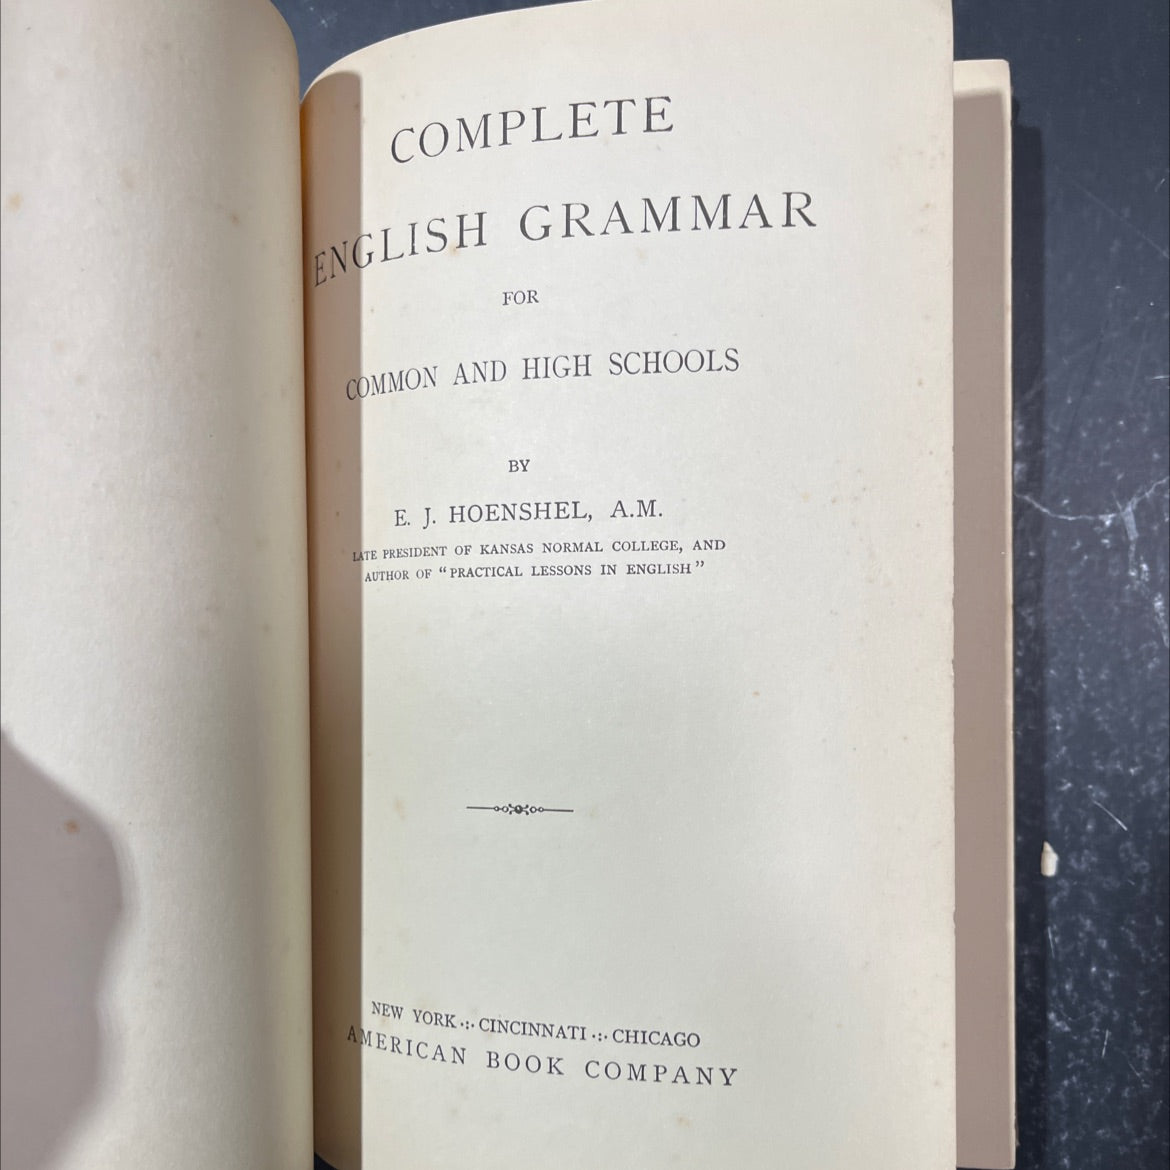 COMPLETE
ENGLISH GRAMMAR
FOR
COMMON AND HIGH SCHOOLS
BY
E. J. HOENSHEL, A.M.
LATE PRESIDENT OF KANSAS NORMAL COLLEGE, AND
AUTHOR OF “PRACTICAL LESSONS IN ENGLISH”
NEW YORK .:. CINCINNATI .:. CHICAGO
AMERICAN BOOK COMPANY